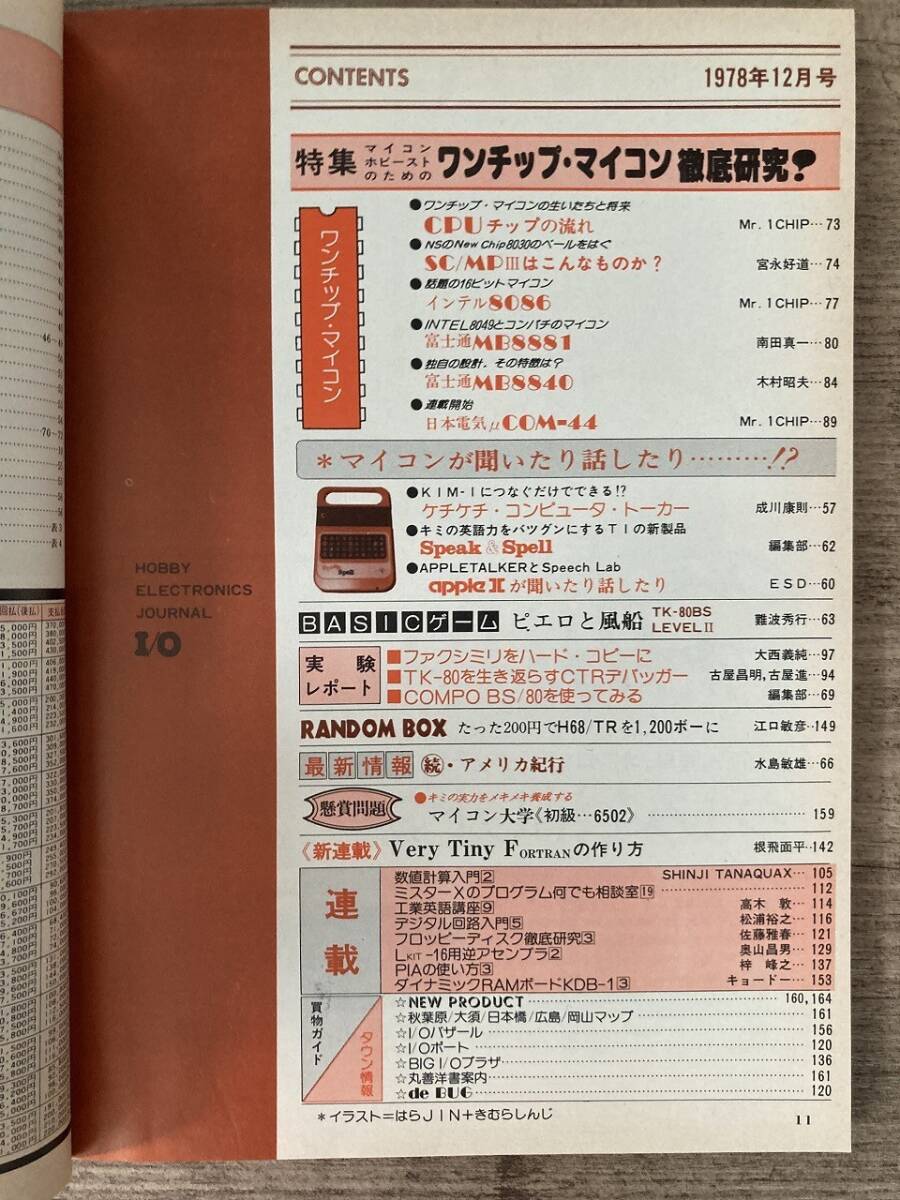 CONTENTS 1978年12月号
特集 マイコンホビーストのための ワンチップ・マイコン 徹底研究?
ワンチップ・マイコン
●ワンチップ・マイコンの生いたちと将来
CPUチップの流れ Mr. 1CHIP…73
●NSのNew Chip8030のベールをはぐ
SC/MPⅢはこんなものか? 宮永好道…74
●話題の16ビットマイコン
インテル8086 Mr. 1CHIP…77
●INTEL8049とコンパチのマイコン
富士通MB8881 南田真一…80
●独自の設計.その特徴は?
富士通MB8840 木村昭夫…84
●連載開始
日本電気μCOM-44 Mr. 1CHIP…89
*マイコンが聞いたり話したり………!?
●KIM-1につなぐだけでできる!?
ケチケチ・コンピュータ・トーカー 成川康則…57
●キミの英語力をバツグンにするTIの新製品
Speak & Spell 編集部…62
●APPLETALKERとSpeech Lab
apple IIが聞いたり話したり ESD…60
Spell
BASICゲーム ピエロと風船 TK-80BS LEVELⅡ 難波秀行…63
実験レポート
■ファクシミリをハード・コピーに 大西義純…97
■TK-80を生き返らすCTRデバッガー 古屋昌明,古屋進…94
■COMPO BS/80を使ってみる 編集部…69
RANDOM BOX たった200円でH68/TRを1,200ボーに 江口敏彦…149
最新情報 続・アメリカ紀行 水島敏雄…66
懸賞問題
●キミの実力をメキメキ養成する
マイコン大学《初級…6502》 159
《新連載》Very Tiny FORTRANの作り方 根飛面平…142
連載
数値計算入門2 SHINJI TANAQUAX…105
ミスターXのプログラム何でも相談室19 112
工業英語講座9 高木 敦…114
デジタル回路入門5 松浦裕之…116
フロッピーディスク徹底研究3 佐藤雅春…121
LKIT-16用逆アセンブラ2 奥山昌男…129
PIAの使い方3 梓 峰之…137
ダイナミックRAMボードKDB-13 キョードー…153
買物ガイド タウン情報
☆NEW PRODUCT 160,164
☆秋葉原/大須/日本橋/広島/岡山マップ 161
☆I/Oバザール 156
☆I/Oポート 120
☆BIG I/Oプラザ 136
☆丸善洋書案内 161
☆de BUG 120
*イラスト=はらJIN+きむらしんじ
11
HOBBY
ELECTRONICS
JOURNAL
I/O